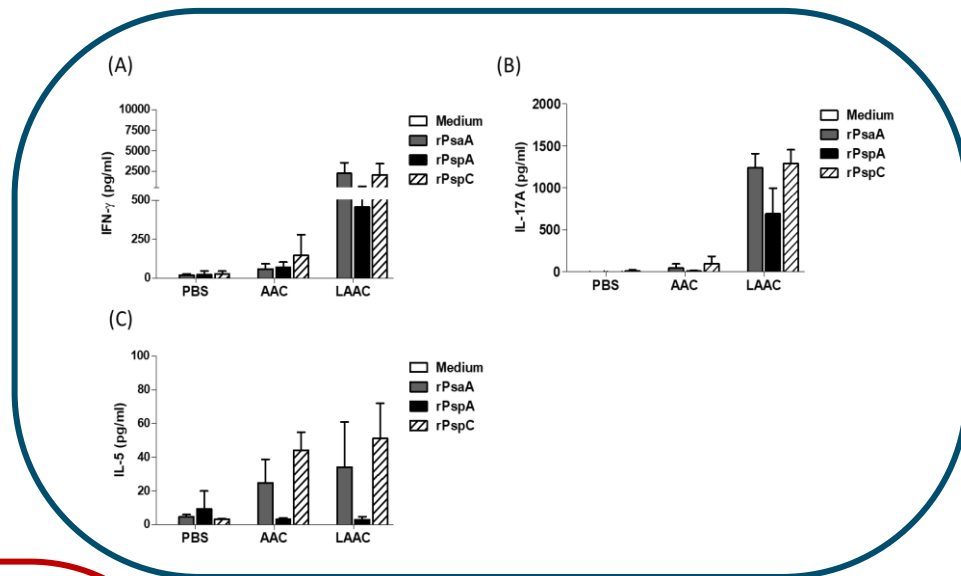 (A)
IFN-γ (pg/ml)
10000
7500
5000
2500
500
250
0
PBS AAC LAAC
Medium
rPsaA
rPspA
rPspC
(B)
IL-17A (pg/ml)
2000
1500
1000
500
0
PBS AAC LAAC
Medium
rPsaA
rPspA
rPspC
(C)
IL-5 (pg/ml)
100
80
60
40
20
0
PBS AAC LAAC
Medium
rPsaA
rPspA
rPspC